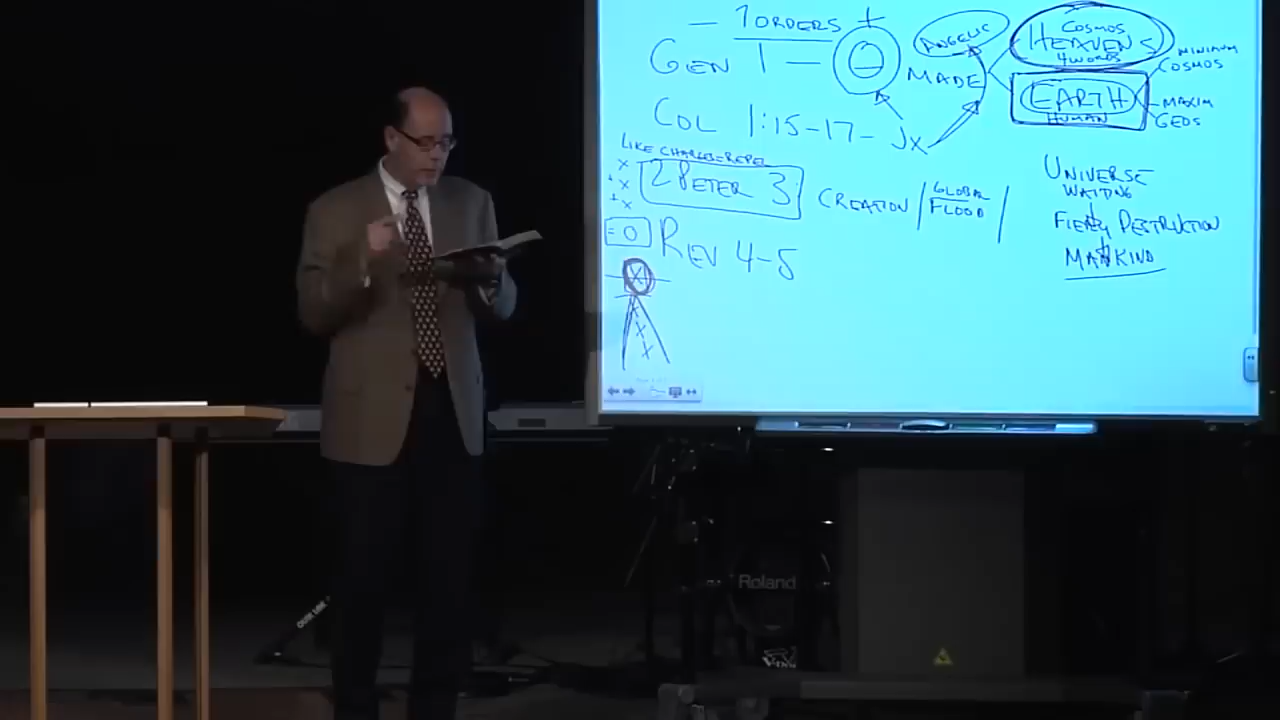 — 7 ORDERS +
GEN 1 — Θ MADE
ANGELIC
COSMOS
HEAVENS
4 WORDS
EARTH
HUMAN
MINIMUM
COSMOS
MAXIM
GEOS
COL 1:15-17- Jx
LIKE CHARGES REPEL
2 PETER 3
CREATION / GLOBAL FLOOD /
= 0
REV 4-5
UNIVERSE
WAITING
FIERY DESTRUCTION
MANKIND
Roland
V-Drums